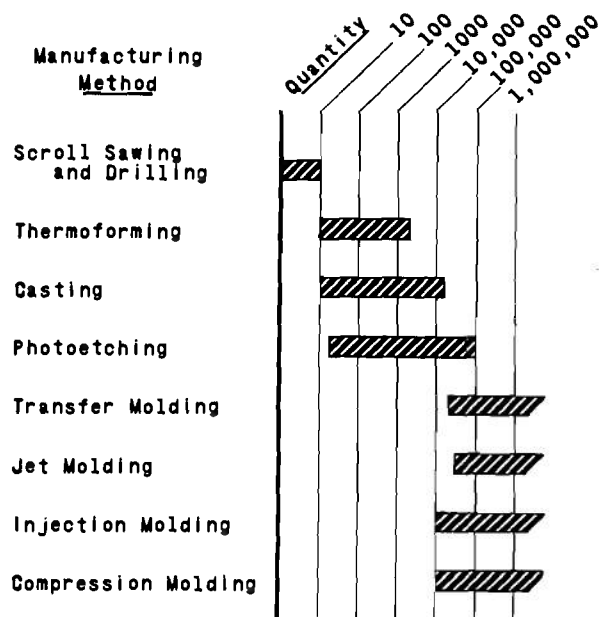 Manufacturing
Method
Quantity
10
100
1000
10,000
100,000
1,000,000
Scroll Sawing
and Drilling
Thermoforming
Casting
Photoetching
Transfer Molding
Jet Molding
Injection Molding
Compression Molding